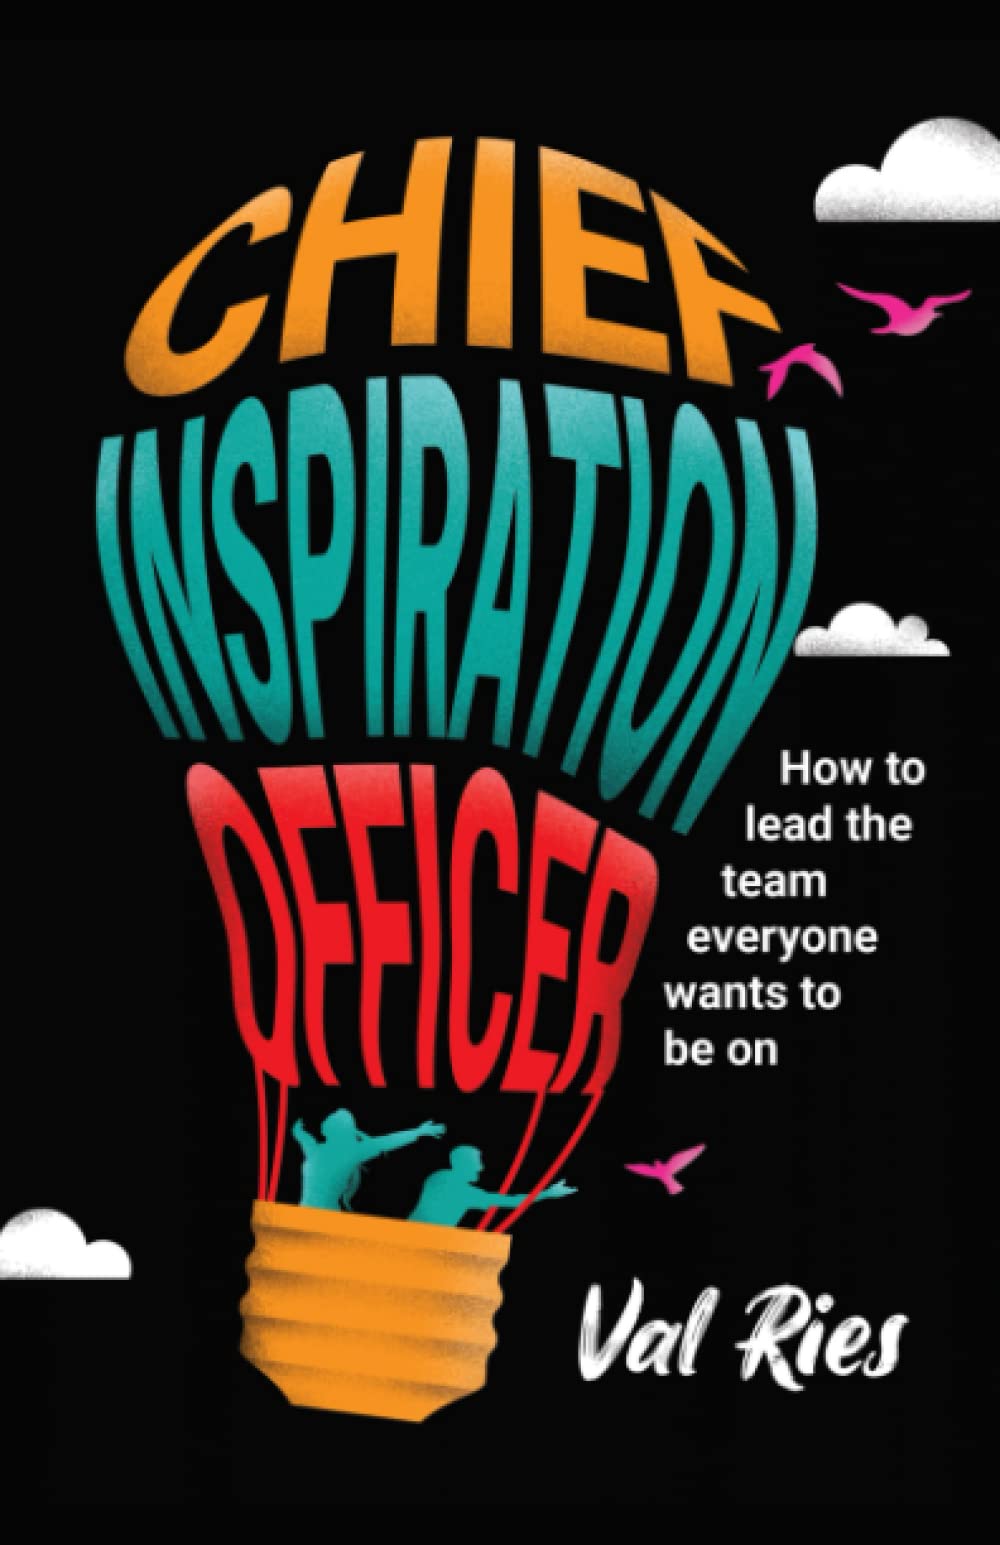 CHIEF
INSPIRATION
OFFICER
How to
lead the
team
everyone
wants to
be on
Val Ries